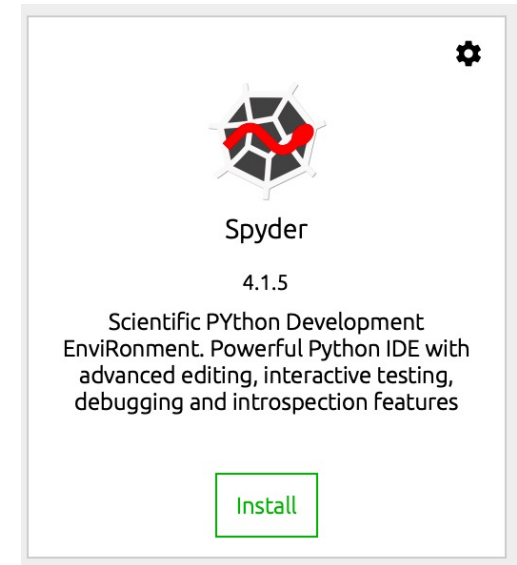 Spyder
4.1.5
Scientific PYthon Development
EnviRonment. Powerful Python IDE with
advanced editing, interactive testing,
debugging and introspection features
Install